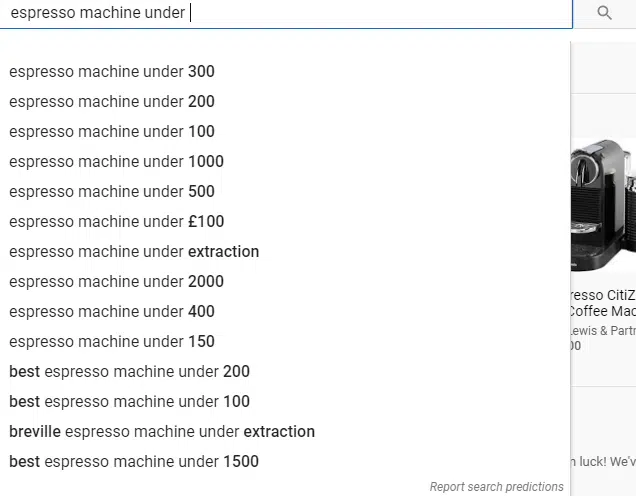 espresso machine under
espresso machine under 300
espresso machine under 200
espresso machine under 100
espresso machine under 1000
espresso machine under 500
espresso machine under £100
espresso machine under extraction
espresso machine under 2000
espresso machine under 400
espresso machine under 150
best espresso machine under 200
best espresso machine under 100
breville espresso machine under extraction
best espresso machine under 1500
Report search predictions
resso CitiZ
Coffee Mac
Lewis & Partn
00
n luck! We'v